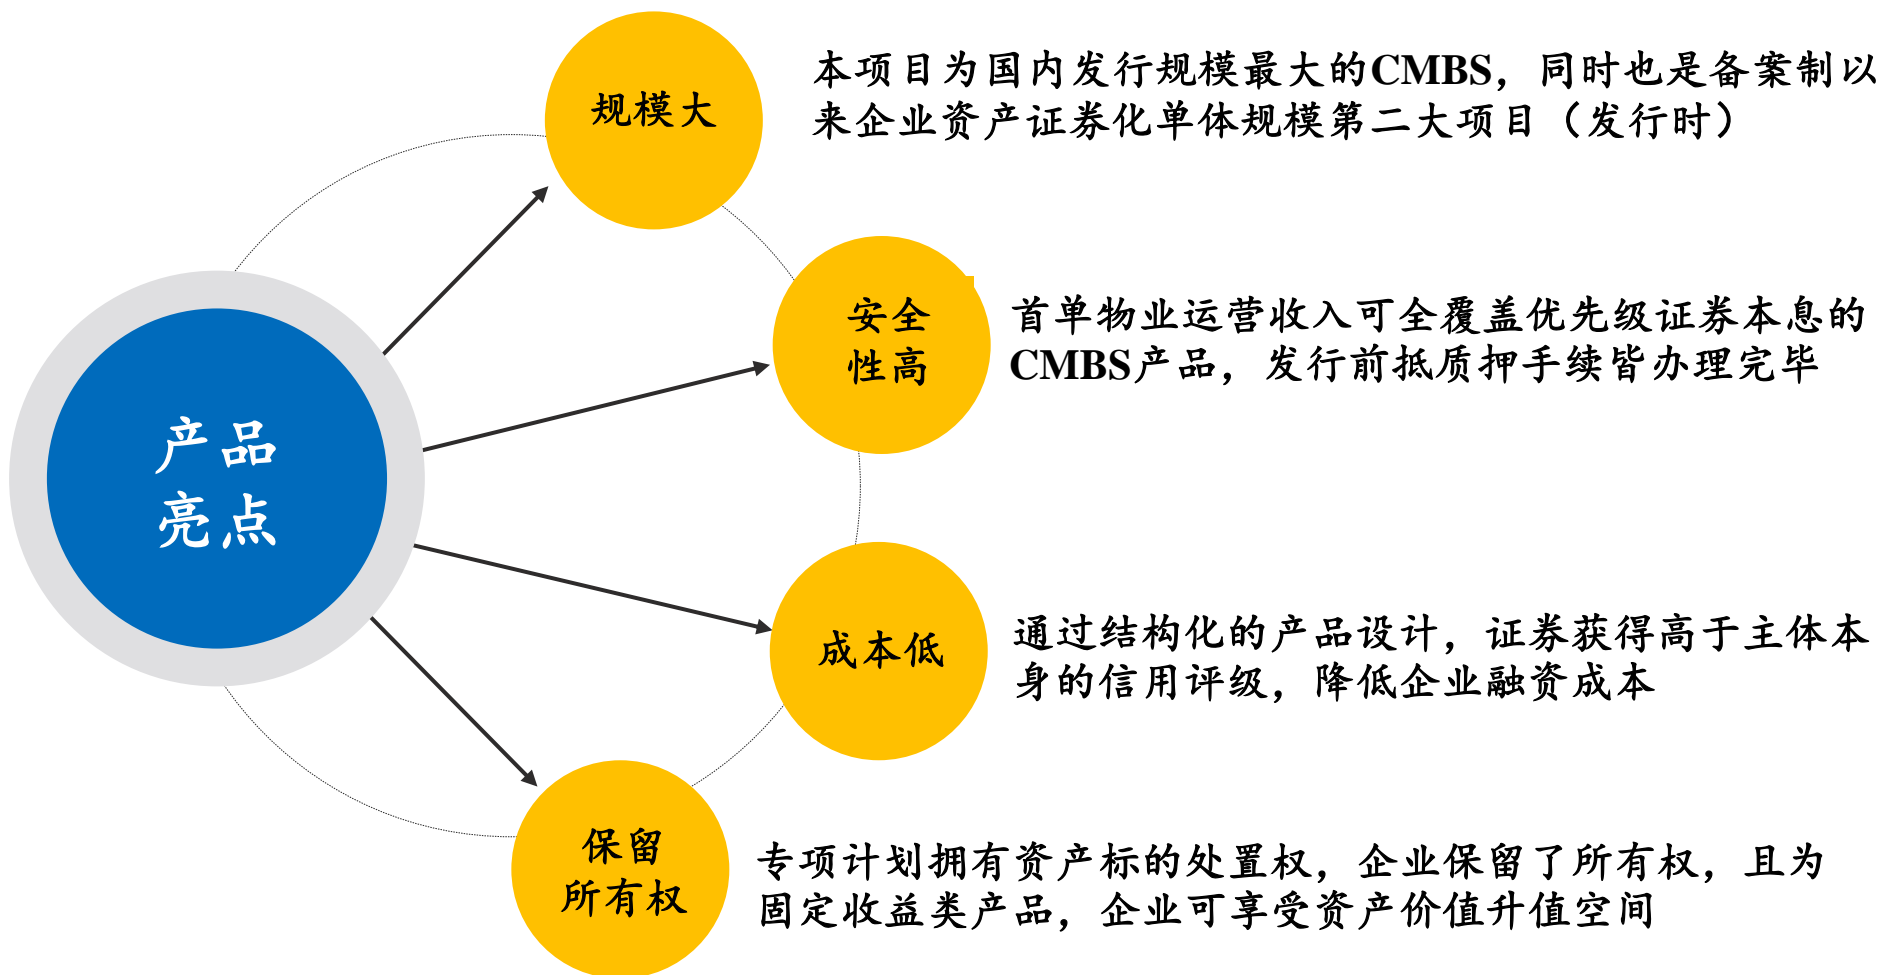 产品
亮点
规模大
本项目为国内发行规模最大的CMBS，同时也是备案制以
来企业资产证券化单体规模第二大项目（发行时）
安全
性高
首单物业运营收入可全覆盖优先级证券本息的
CMBS产品，发行前抵质押手续皆办理完毕
成本低
通过结构化的产品设计，证券获得高于主体本
身的信用评级，降低企业融资成本
保留
所有权
专项计划拥有资产标的处置权，企业保留了所有权，且为
固定收益类产品，企业可享受资产价值升值空间